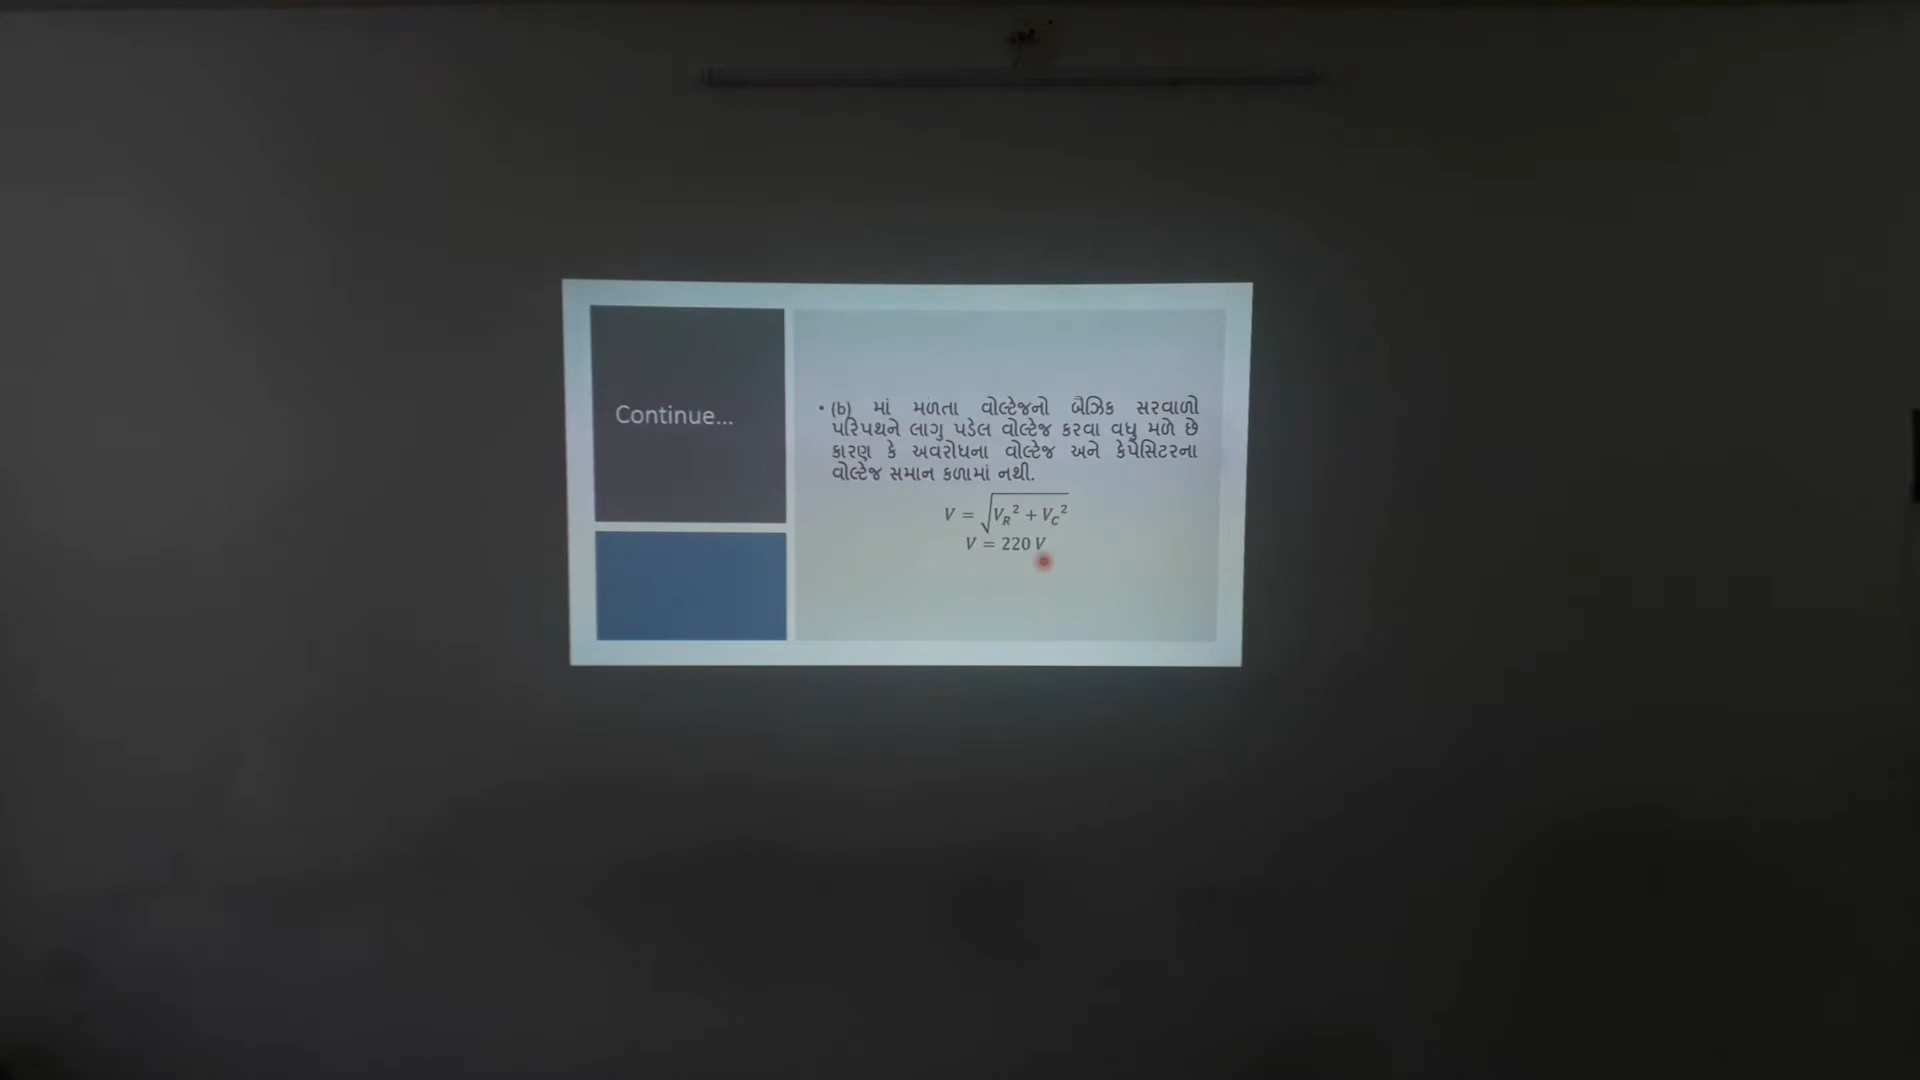 Continue...
• (b) માં મળતા વોલ્ટેજનો બૈઝિક સરવાળો
પરિપથને લાગુ પડેલ વોલ્ટેજ કરવા વધુ મળે છે
કારણ કે અવરોધના વોલ્ટેજ અને કેપેસિટરના
વોલ્ટેજ સમાન કળામાં નથી.
V = √(V_R² + V_C²)
V = 220 V